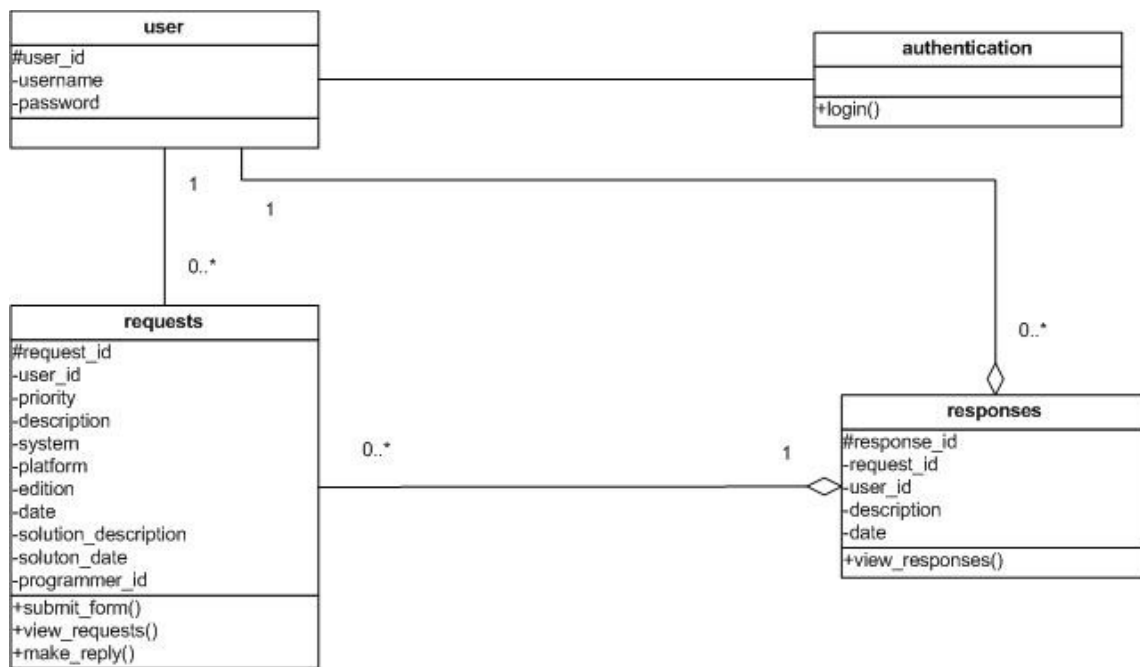 user
#user_id
-username
-password
authentication
+login()
1
1
0..*
requests
#request_id
-user_id
-priority
-description
-system
-platform
-edition
-date
-solution_description
-soluton_date
-programmer_id
+submit_form()
+view_requests()
+make_reply()
0..*
1
0..*
responses
#response_id
-request_id
-user_id
-description
-date
+view_responses()